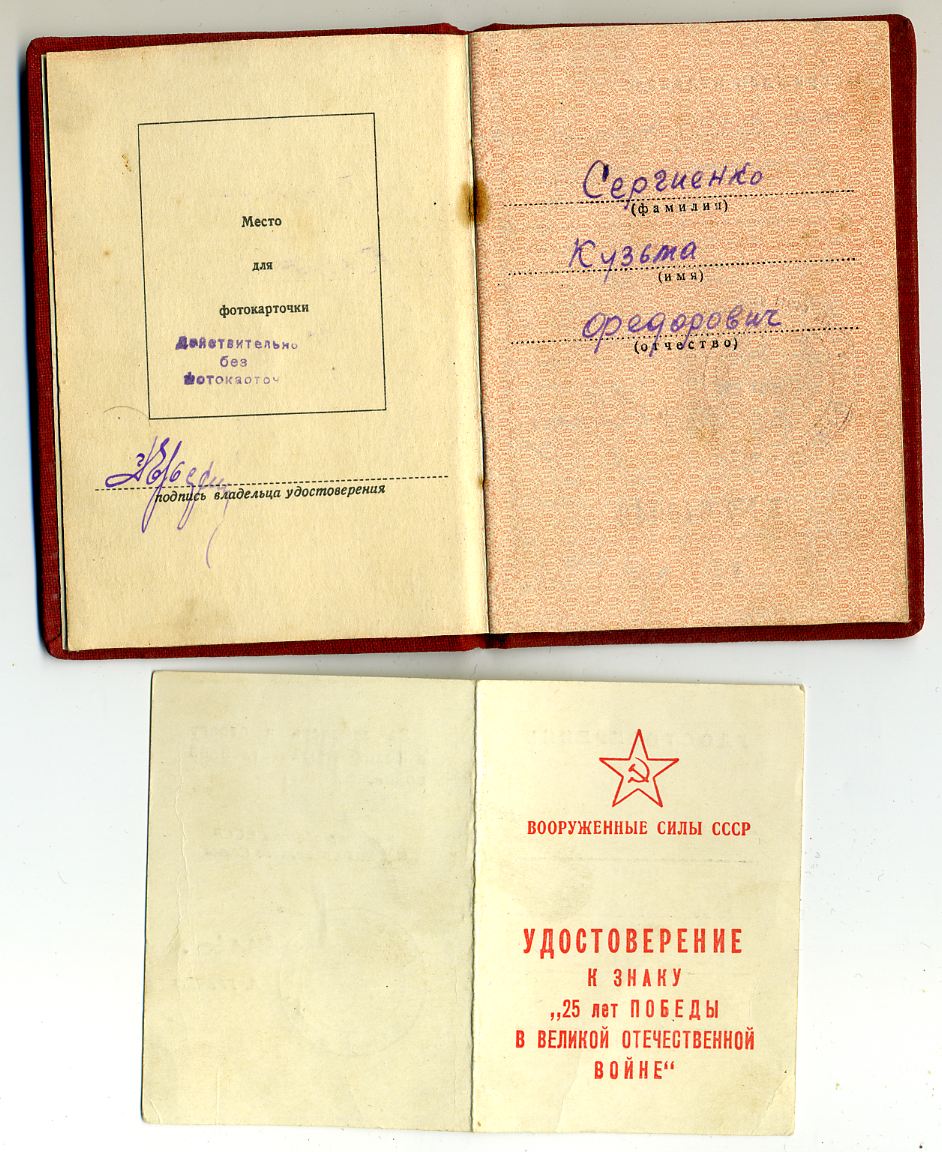 Место
для
фотокарточки
Действительно
без
фотокарточ
подпись владельца удостоверения
Сергиенко
(фамилия)
Кузьма
(имя)
Федорович
(отчество)
ВООРУЖЕННЫЕ СИЛЫ СССР
УДОСТОВЕРЕНИЕ
К ЗНАКУ
„25 лет ПОБЕДЫ
В ВЕЛИКОЙ ОТЕЧЕСТВЕННОЙ
ВОЙНЕ“